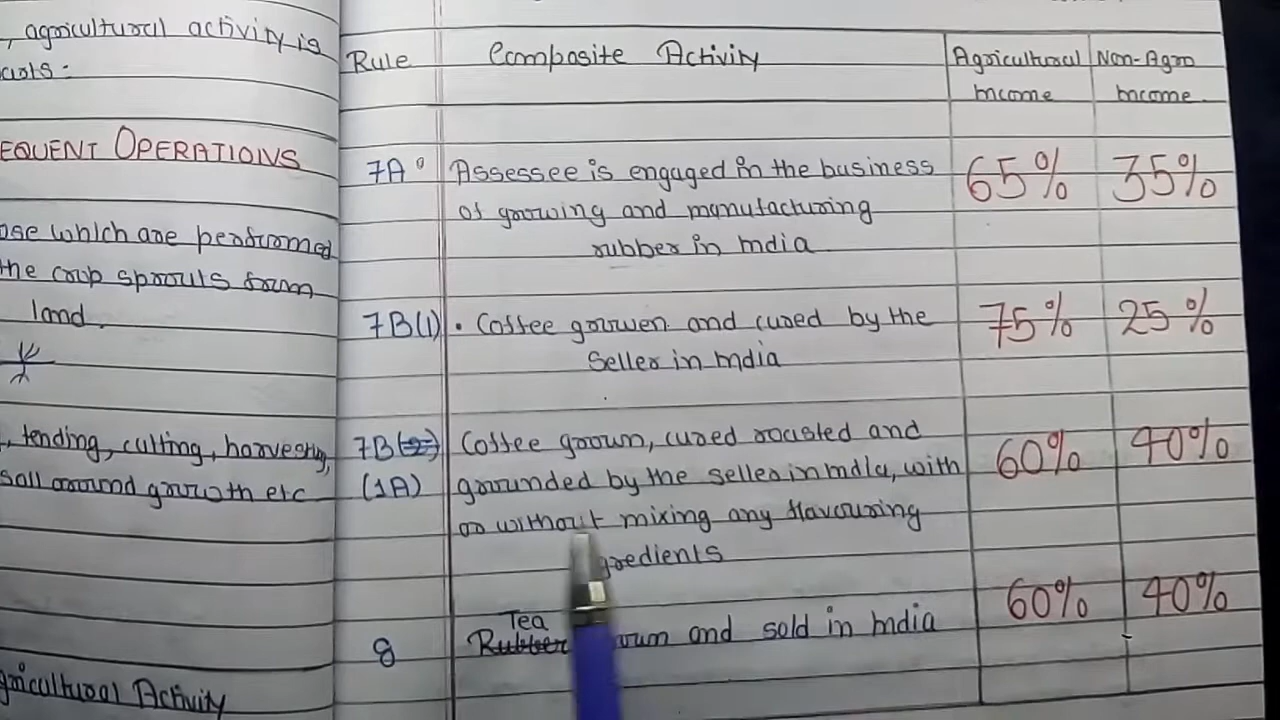 , agricultural activity is
EQUENT OPERATIONS
which are performed
the crop sprouts from
land.
, tending, cutting, harvesting,
soil around growth etc
gricultural Activity
Rule Composite Activity Agricultural Income Non-Agro Income
7A Assessee is engaged in the business 65% 35%
of growing and manufacturing
rubber in India
7B(1) • Coffee grown and cured by the 75% 25%
Seller in India
7B Coffee grown, cured roasted and 60% 40%
(1A) grounded by the seller in India, with
or without mixing any flavouring
gredients
Tea
8 Rubber and sold in India 60% 40%